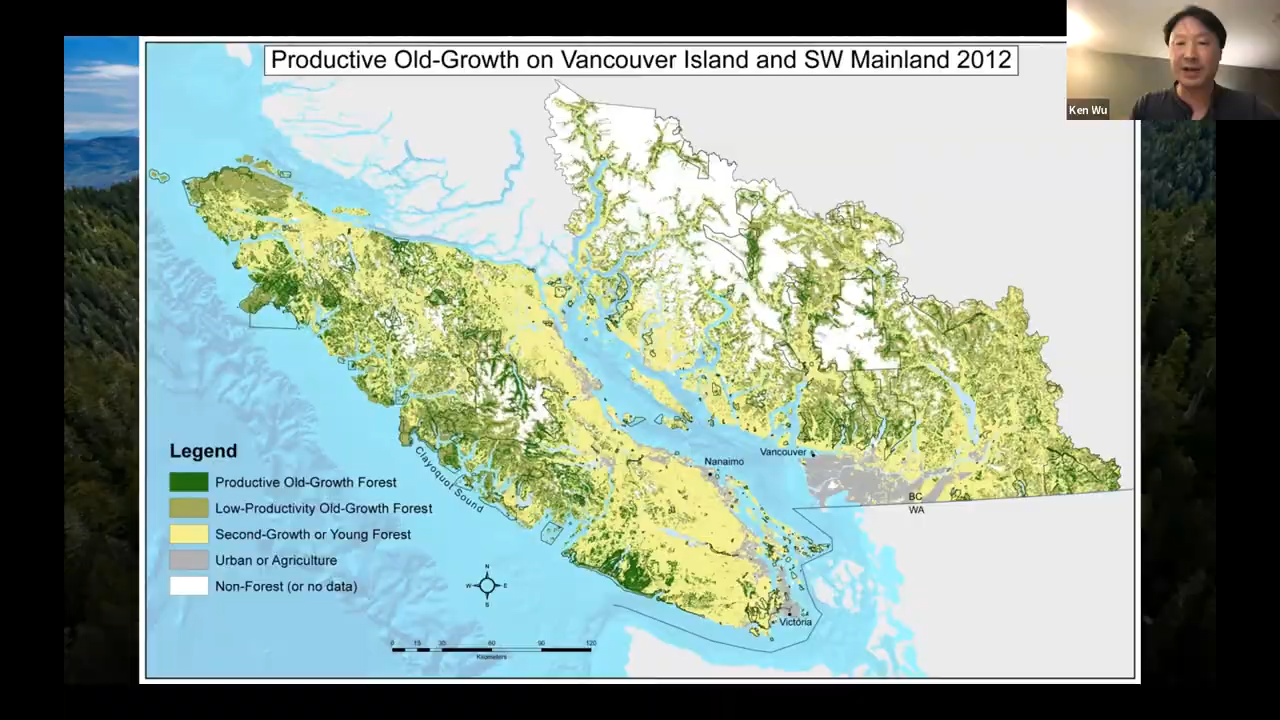 Productive Old-Growth on Vancouver Island and SW Mainland 2012
Ken Wu
Vancouver
Nanaimo
BC
WA
Clayoquot Sound
Victoria
Legend
Productive Old-Growth Forest
Low-Productivity Old-Growth Forest
Second-Growth or Young Forest
Urban or Agriculture
Non-Forest (or no data)
N
W E
S
0 15 30 60 90 120
Kilometers